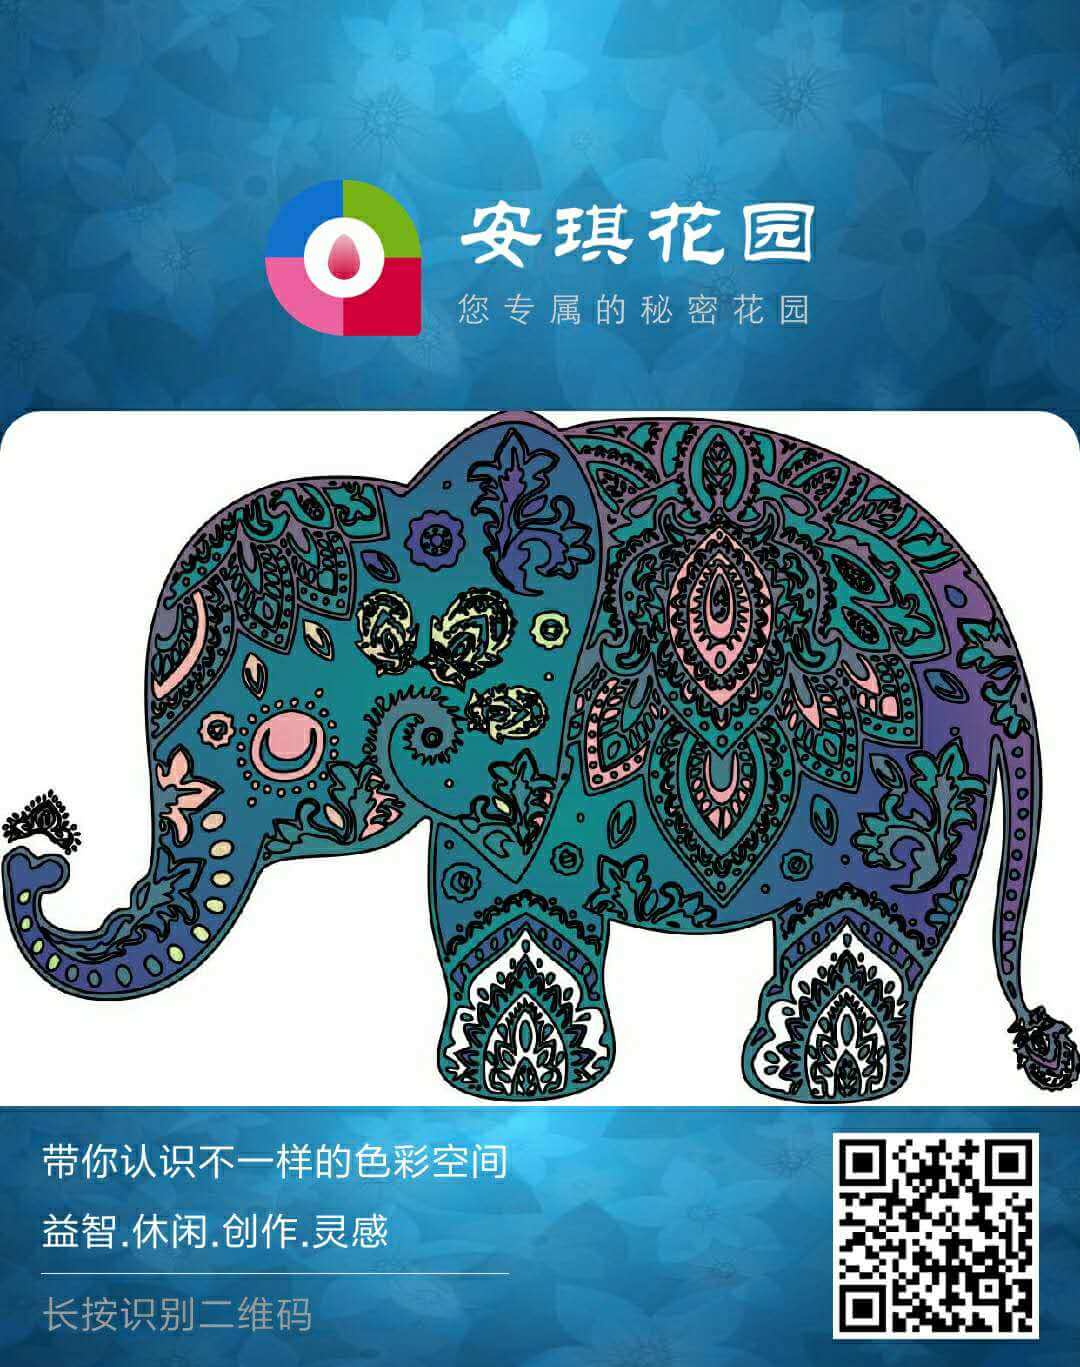 安琪花园
您专属的秘密花园
带你认识不一样的色彩空间
益智.休闲.创作.灵感
长按识别二维码